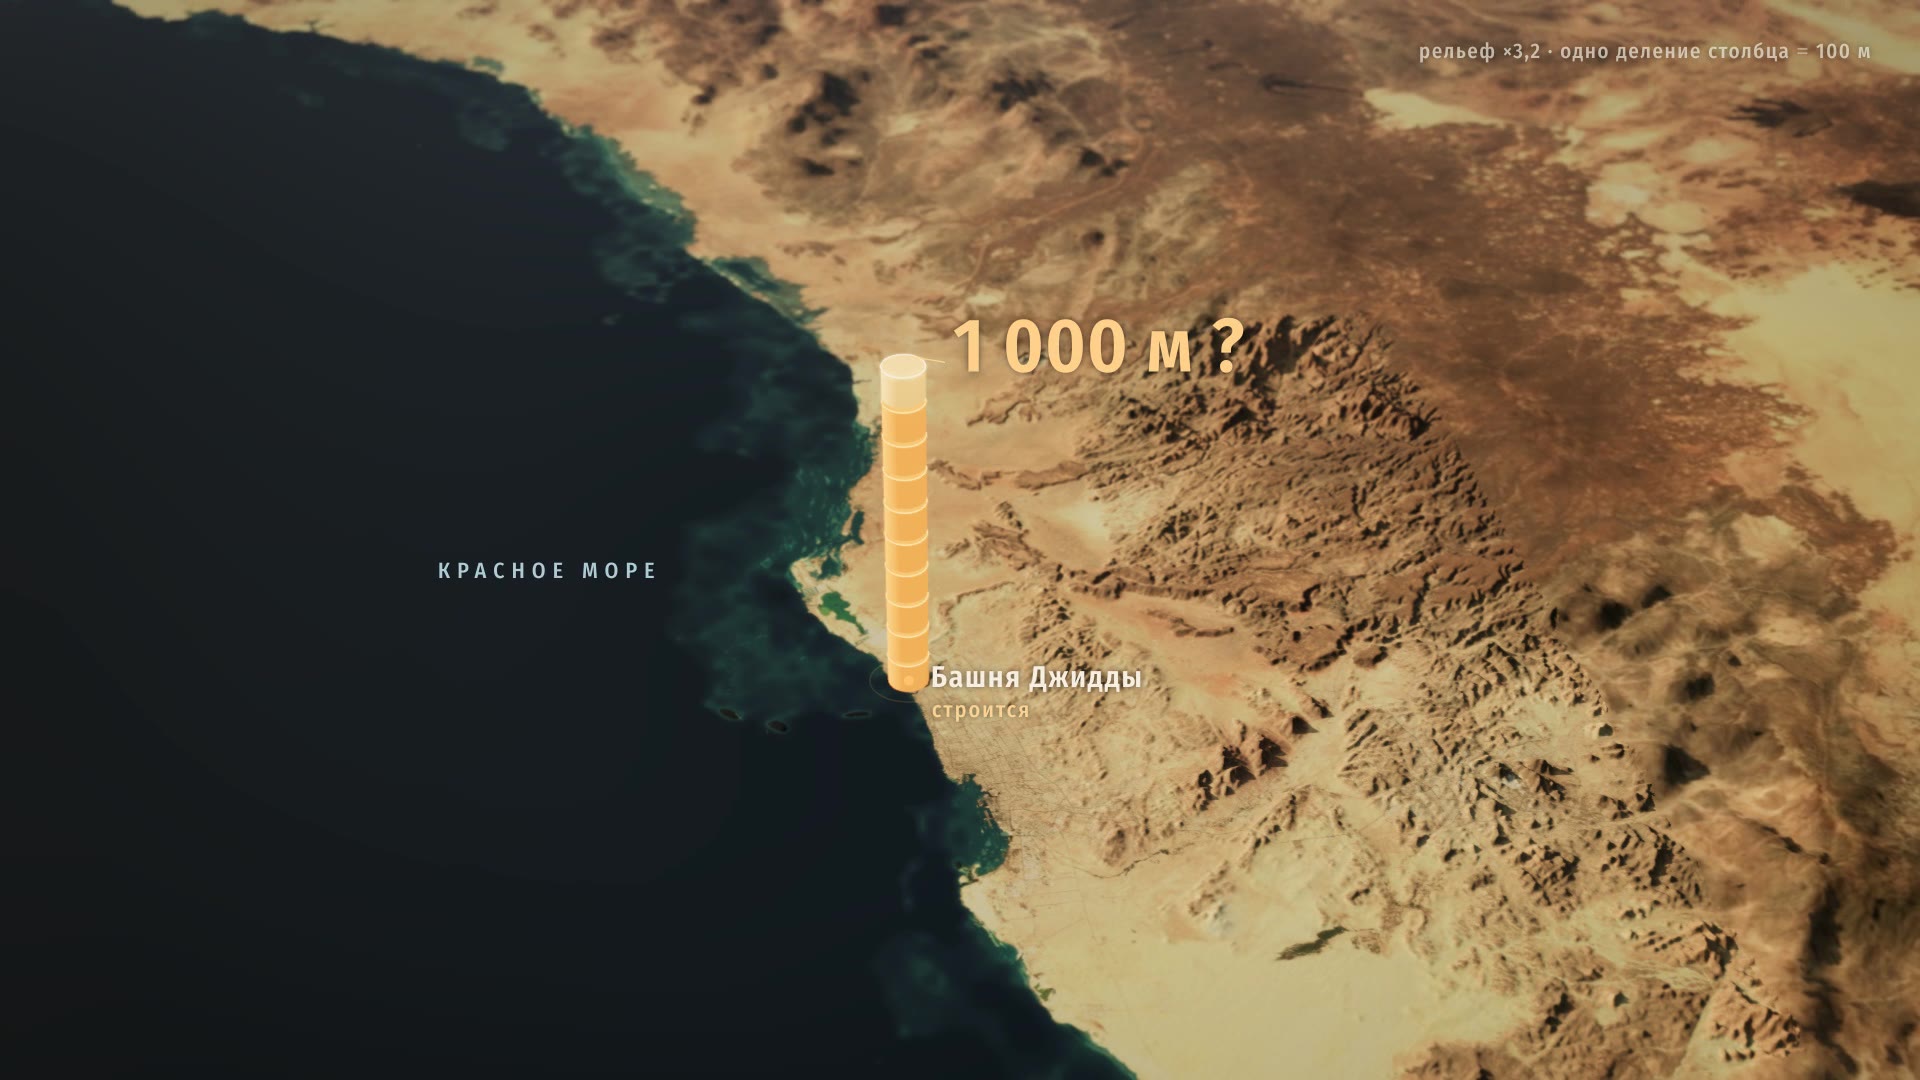 рельеф ×3,2 · одно деление столбца = 100 м
1 000 м ?
КРАСНОЕ МОРЕ
Башня Джидды
строится